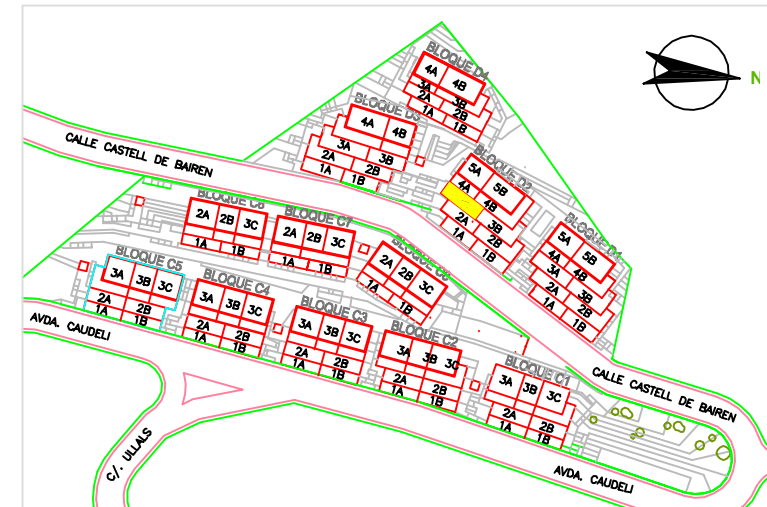 BLOQUE D4
4A 4B
3A 3B
2A 2B
1A 1B
N
BLOQUE D3
4A 4B
3A 3B
2A 2B
1A 1B
CALLE CASTELL DE BAIREN
BLOQUE D2
5A 5B
4A 4B
3B
2A 2B
1A 1B
BLOQUE D1
5A 5B
4A 4B
3A 3B
2A 2B
1A 1B
BLOQUE C6
2A 2B 3C
1A 1B
BLOQUE C7
2A 2B 3C
1A 1B
2A 2B 3C
1A 1B
BLOQUE C5
3A 3B 3C
2A 2B
1A 1B
BLOQUE C4
3A 3B 3C
2A 2B
1A 1B
BLOQUE C3
3A 3B 3C
2A 2B
1A 1B
BLOQUE C2
3A 3B 3C
2A 2B
1A 1B
BLOQUE C1
3A 3B 3C
2A 2B
1A 1B
AVDA. CAUDELI
CALLE CASTELL DE BAIREN
C/. ULLALS
AVDA. CAUDELI